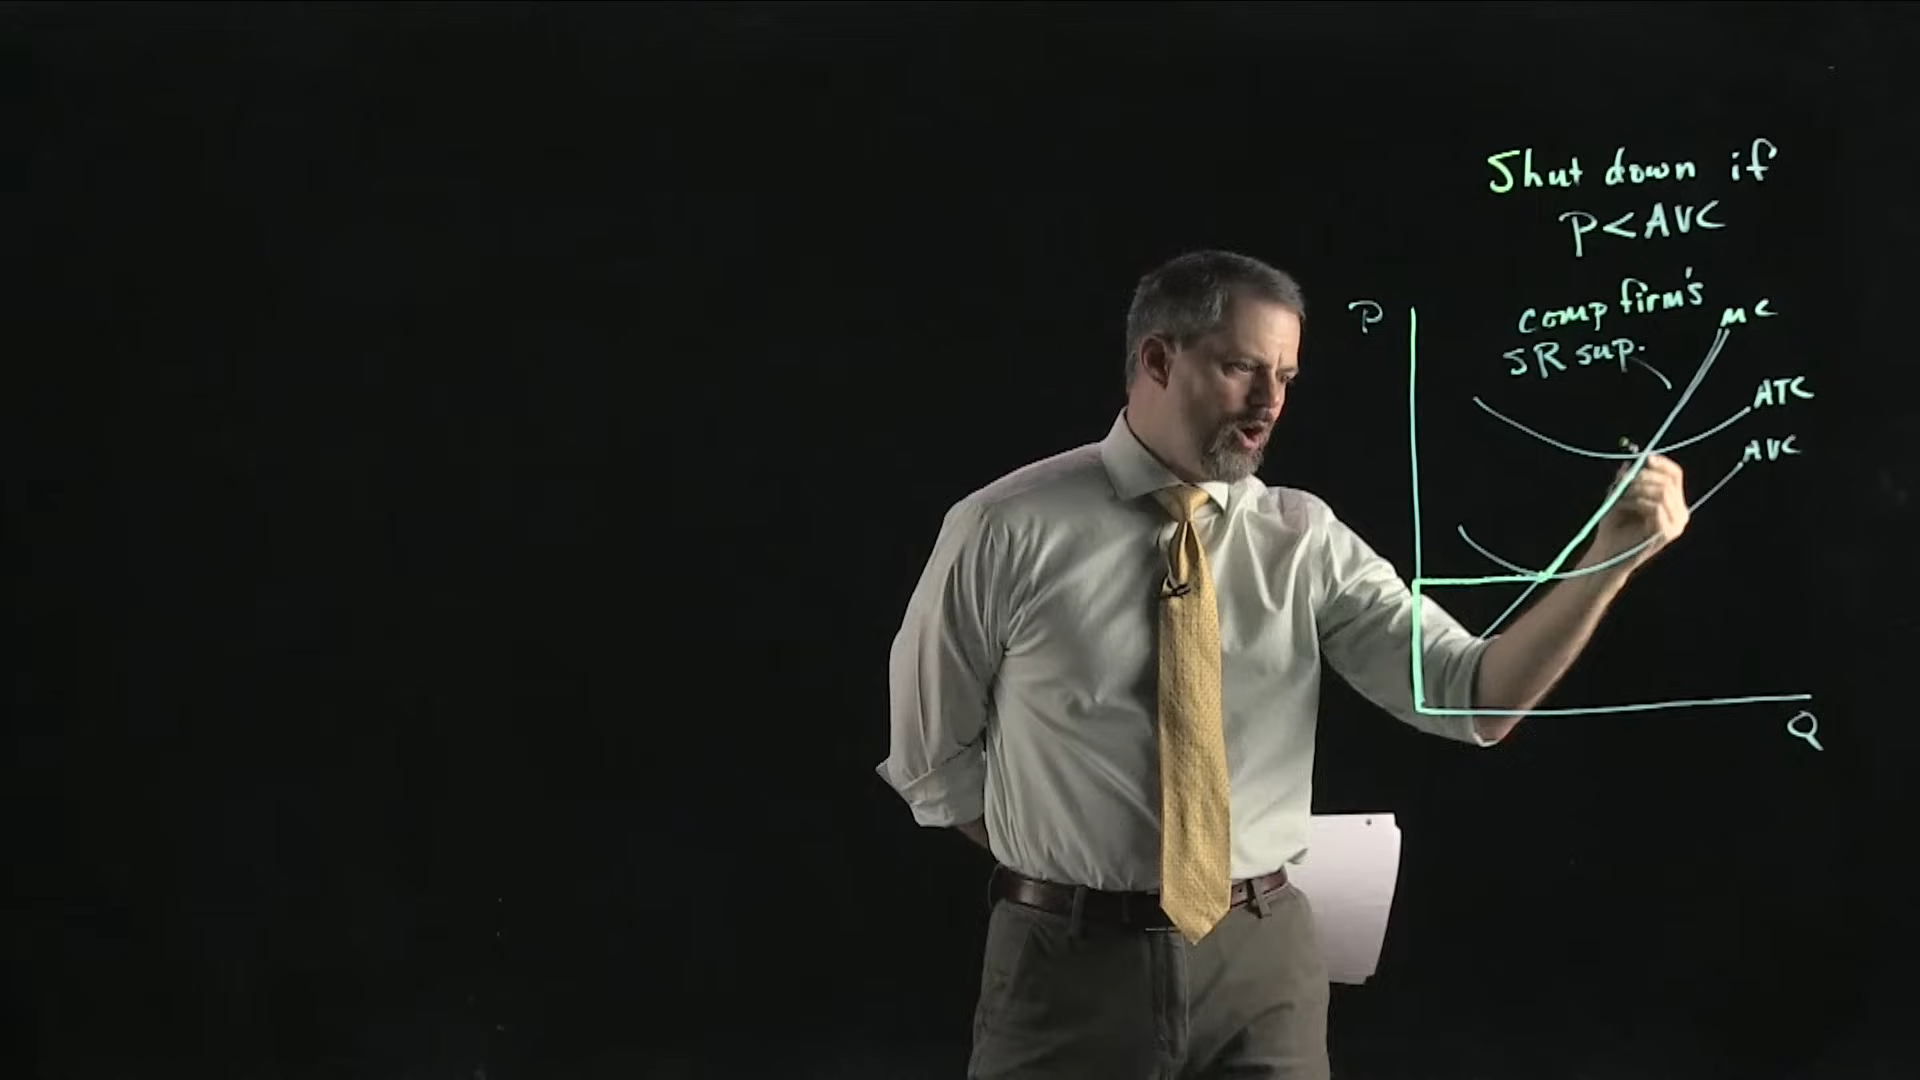 Shut down if
P<AVC
comp firm's
SR sup.
MC
P
ATC
AVC
Q